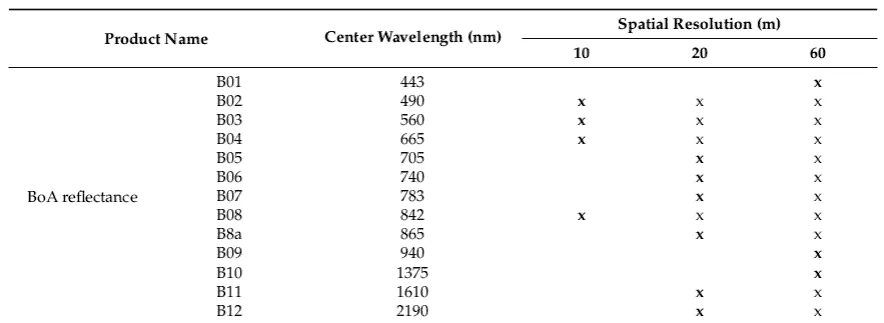 Product Name Center Wavelength (nm) Spatial Resolution (m)
10 20 60
B01 443 x
B02 490 x x x
B03 560 x x x
B04 665 x x x
B05 705 x x
B06 740 x x
BoA reflectance B07 783 x x
B08 842 x x x
B8a 865 x x
B09 940 x
B10 1375 x
B11 1610 x x
B12 2190 x x